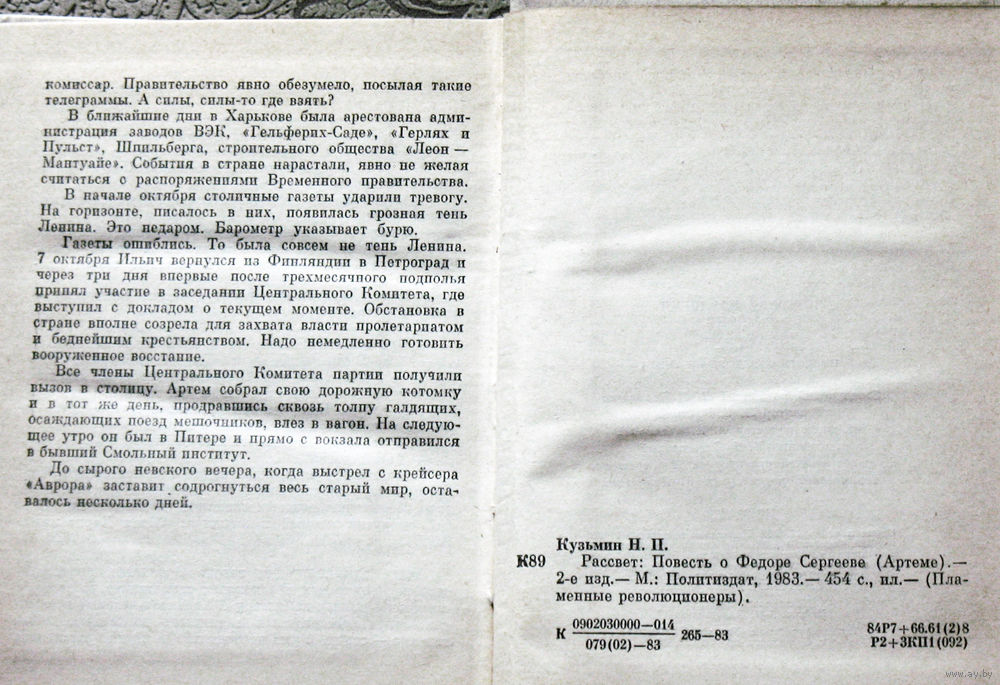 комиссар. Правительство явно обезумело, посылая такие
телеграммы. А силы, силы-то где взять?
В ближайшие дни в Харькове была арестована адми-
нистрация заводов ВЭК, «Гельферих-Саде», «Герлях и
Пульст», Шпильберга, строительного общества «Леон —
Мантуайе». События в стране нарастали, явно не желая
считаться с распоряжениями Временного правительства.
В начале октября столичные газеты ударили тревогу.
На горизонте, писалось в них, появилась грозная тень
Ленина. Это недаром. Барометр указывает бурю.
Газеты ошиблись. То была совсем не тень Ленина.
7 октября Ильич вернулся из Финляндии в Петроград и
через три дня впервые после трехмесячного подполья
принял участие в заседании Центрального Комитета, где
выступил с докладом о текущем моменте. Обстановка в
стране вполне созрела для захвата власти пролетариатом
и беднейшим крестьянством. Надо немедленно готовить
вооруженное восстание.
Все члены Центрального Комитета партии получили
вызов в столицу. Артем собрал свою дорожную котомку
и в тот же день, продравшись сквозь толпу галдящих,
осаждающих поезд мешочников, влез в вагон. На следую-
щее утро он был в Питере и прямо с вокзала отправился
в бывший Смольный институт.
До сырого невского вечера, когда выстрел с крейсера
«Аврора» заставит содрогнуться весь старый мир, оста-
валось несколько дней.
Кузьмин Н. П.
К89 Рассвет: Повесть о Федоре Сергееве (Артеме).—
2-е изд.— М.: Политиздат, 1983.— 454 с., ил.— (Пла-
менные революционеры).
К 0902030000—014 265—83
079(02)—83
84Р7+66.61(2)8
Р2+3КП1(092)
www.ay.by